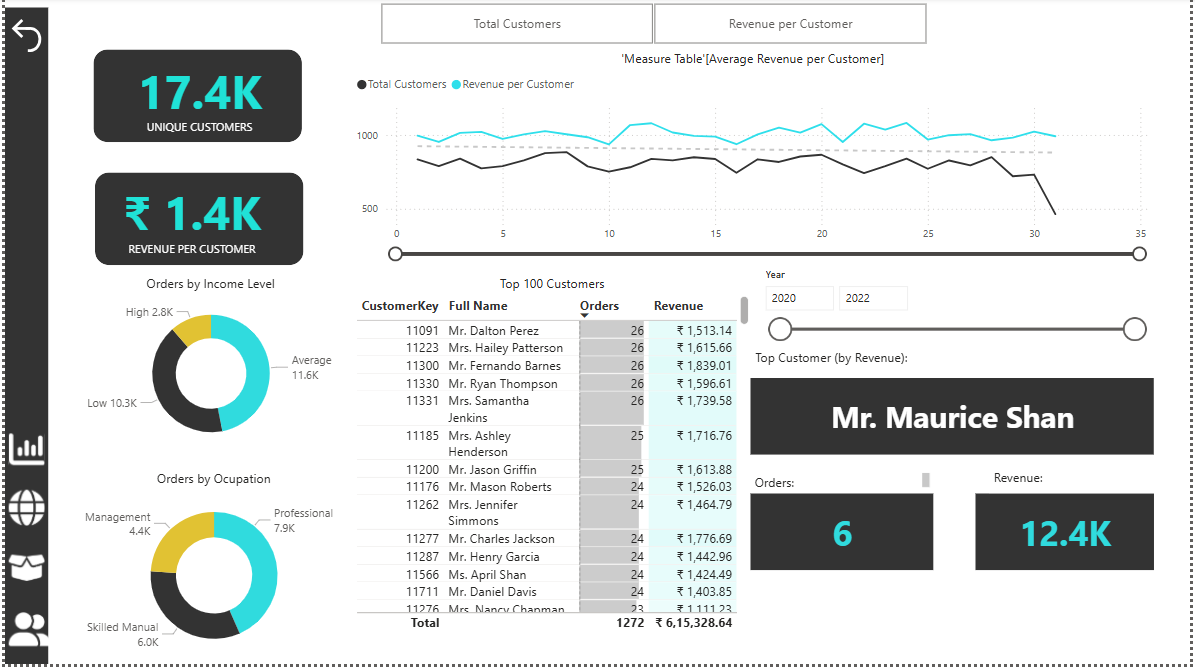 Total Customers
Revenue per Customer
17.4K
UNIQUE CUSTOMERS
₹ 1.4K
REVENUE PER CUSTOMER
'Measure Table'[Average Revenue per Customer]
Total Customers Revenue per Customer
1000
500
0 5 10 15 20 25 30 35
Orders by Income Level
High 2.8K
Average
11.6K
Low 10.3K
Orders by Ocupation
Management
4.4K
Professional
7.9K
Skilled Manual
6.0K
Top 100 Customers
CustomerKey Full Name Orders Revenue
11091 Mr. Dalton Perez 26 ₹ 1,513.14
11223 Mrs. Hailey Patterson 26 ₹ 1,615.66
11300 Mr. Fernando Barnes 26 ₹ 1,839.01
11330 Mr. Ryan Thompson 26 ₹ 1,596.61
11331 Mrs. Samantha 26 ₹ 1,739.58
Jenkins
11185 Mrs. Ashley 25 ₹ 1,716.76
Henderson
11200 Mr. Jason Griffin 25 ₹ 1,613.88
11176 Mr. Mason Roberts 24 ₹ 1,526.03
11262 Mrs. Jennifer 24 ₹ 1,464.79
Simmons
11277 Mr. Charles Jackson 24 ₹ 1,776.69
11287 Mr. Henry Garcia 24 ₹ 1,442.96
11566 Ms. April Shan 24 ₹ 1,424.49
11711 Mr. Daniel Davis 24 ₹ 1,403.85
11276 Mrs. Nancy Chapman 23 ₹ 1,111.23
Total 1272 ₹ 6,15,328.64
Year
2020 2022
Top Customer (by Revenue):
Mr. Maurice Shan
Orders:
6
Revenue:
12.4K